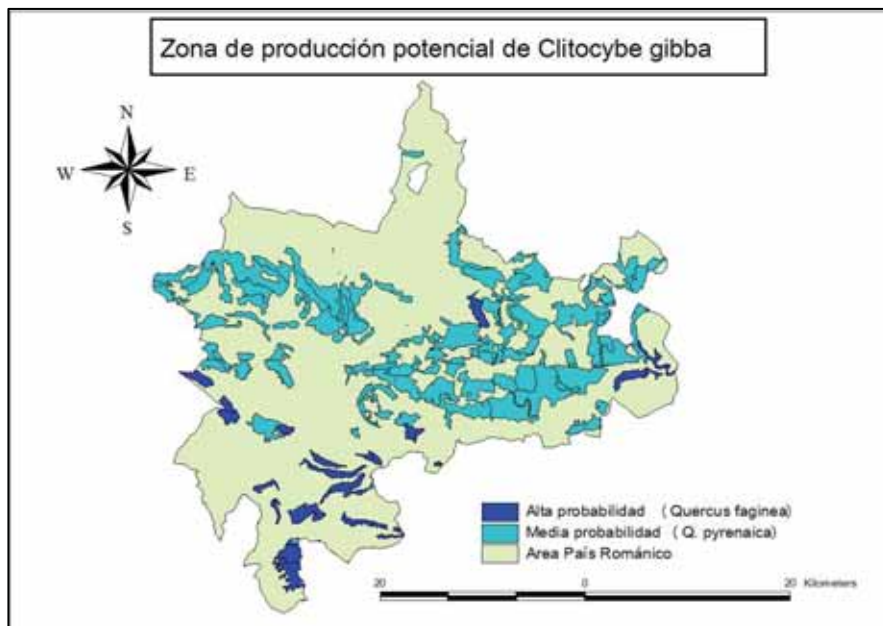 Zona de producción potencial de Clitocybe gibba
N
W E
S
Alta probabilidad ( Quercus faginea)
Media probabilidad ( Q. pyrenaica)
Area País Románico
20 0 20 Kilometers